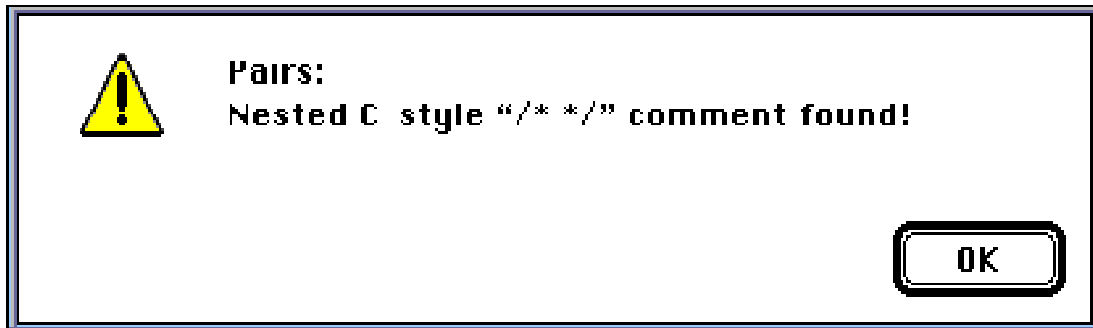 Pairs:
Nested C style “/* */” comment found!
OK